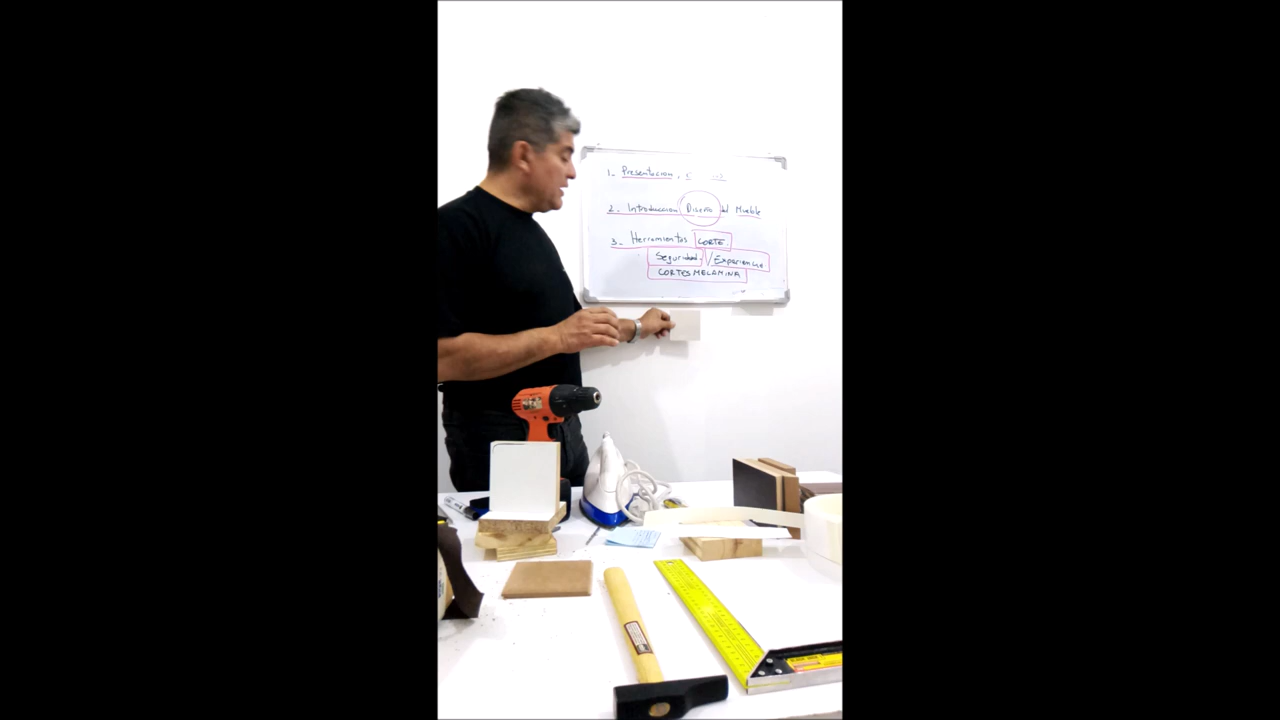 1- Presentacion,
2- Introduccion Diseño del Mueble
3- Herramientas CORTE.
Seguridad. / Experiencia
CORTES MELAMINA